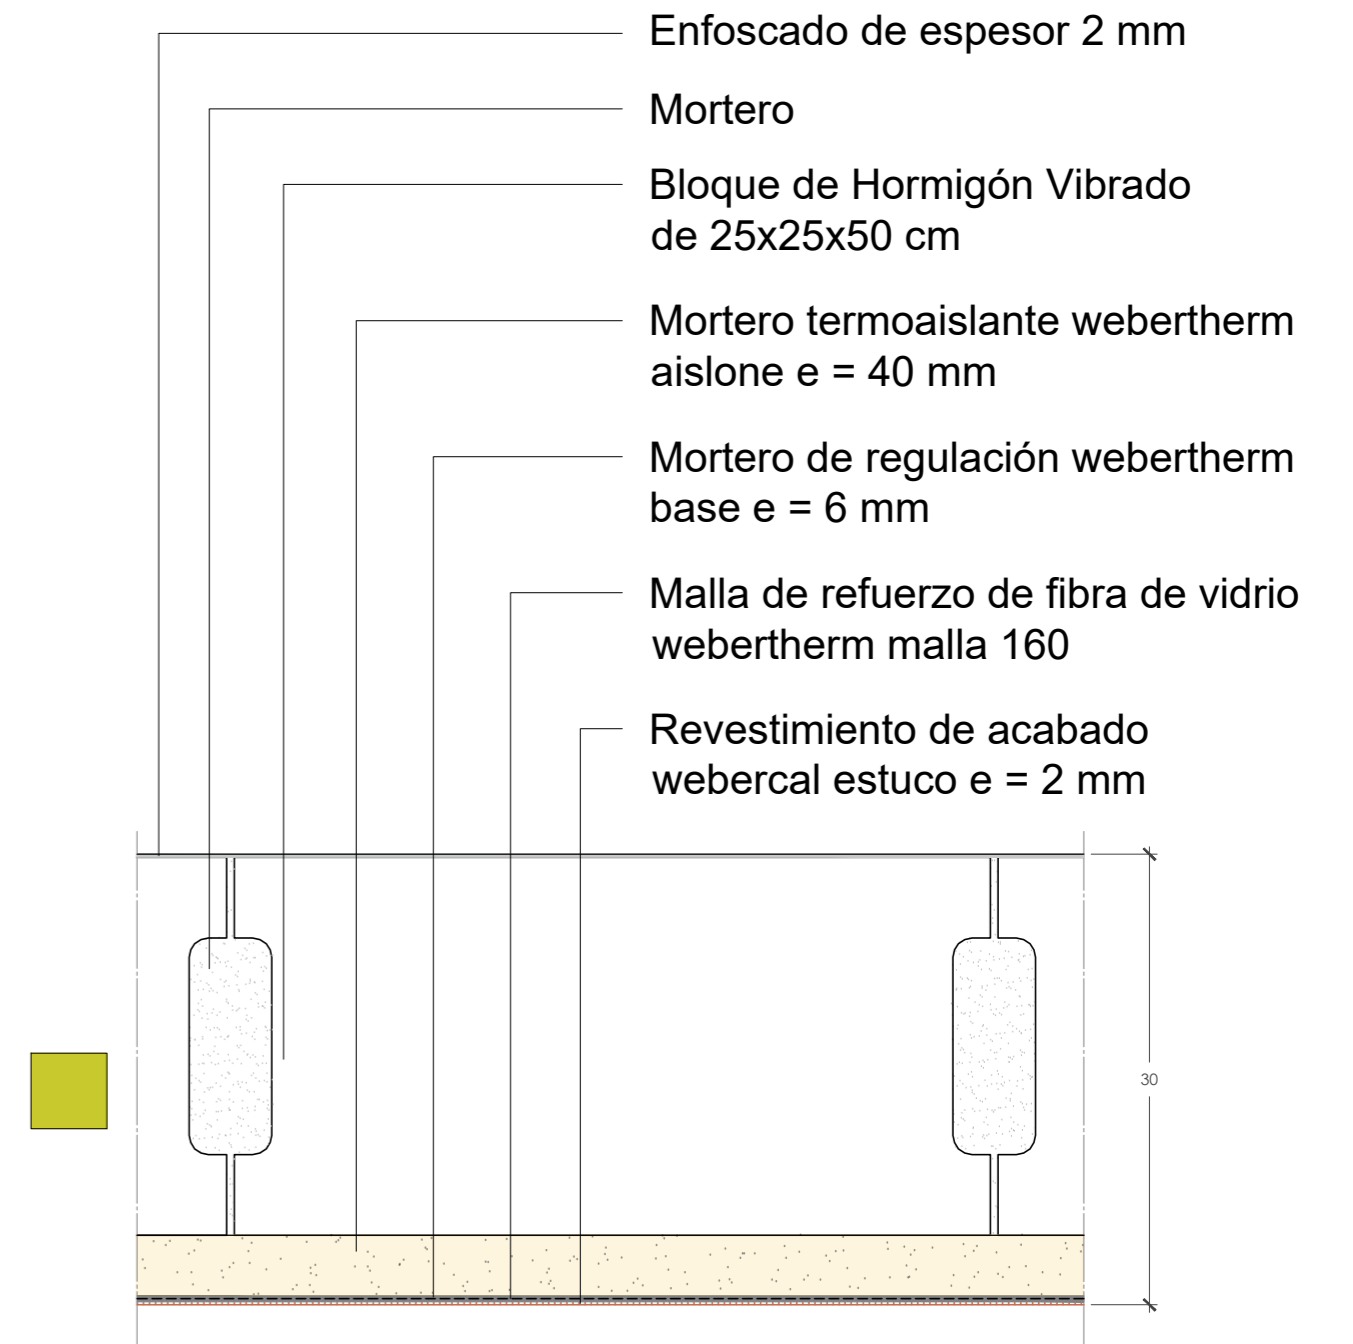 Enfoscado de espesor 2 mm
Mortero
Bloque de Hormigón Vibrado
de 25x25x50 cm
Mortero termoaislante webertherm
aislone e = 40 mm
Mortero de regulación webertherm
base e = 6 mm
Malla de refuerzo de fibra de vidrio
webertherm malla 160
Revestimiento de acabado
webercal estuco e = 2 mm
30